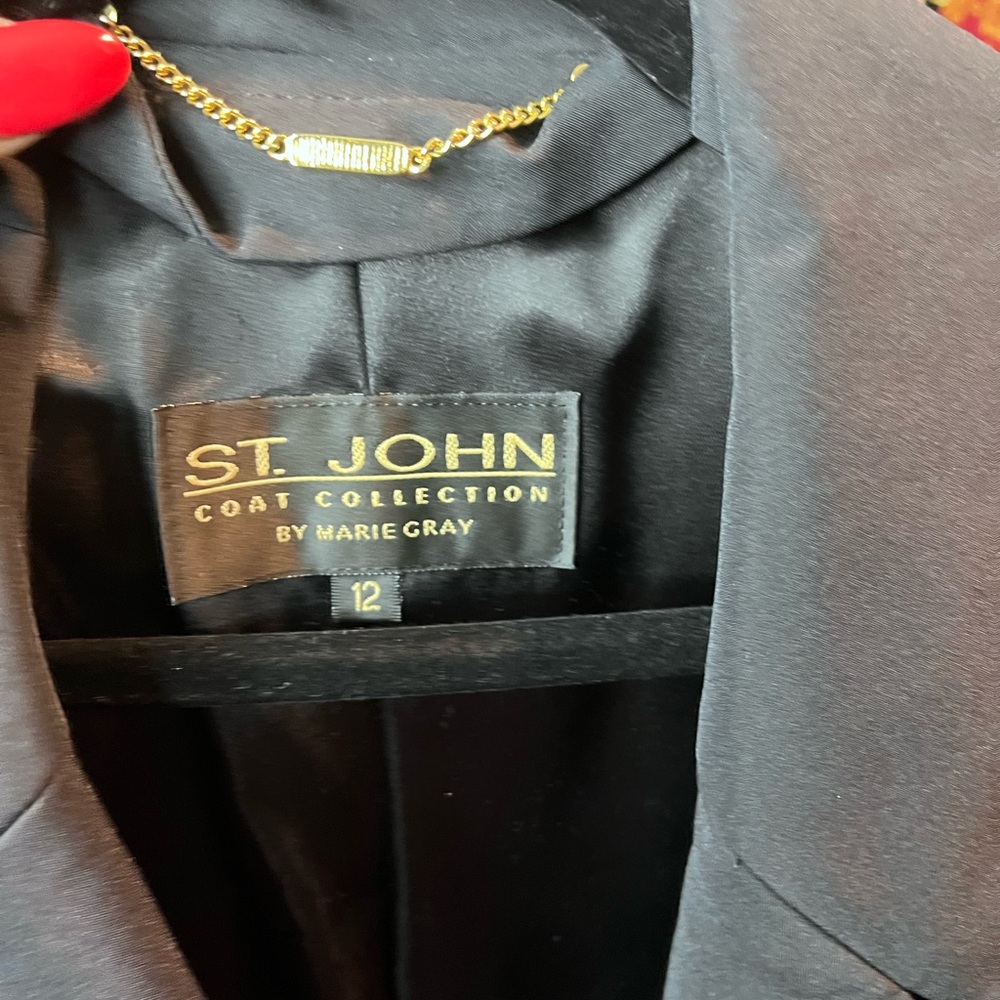 ST. JOHN
COAT COLLECTION
BY MARIE GRAY
12